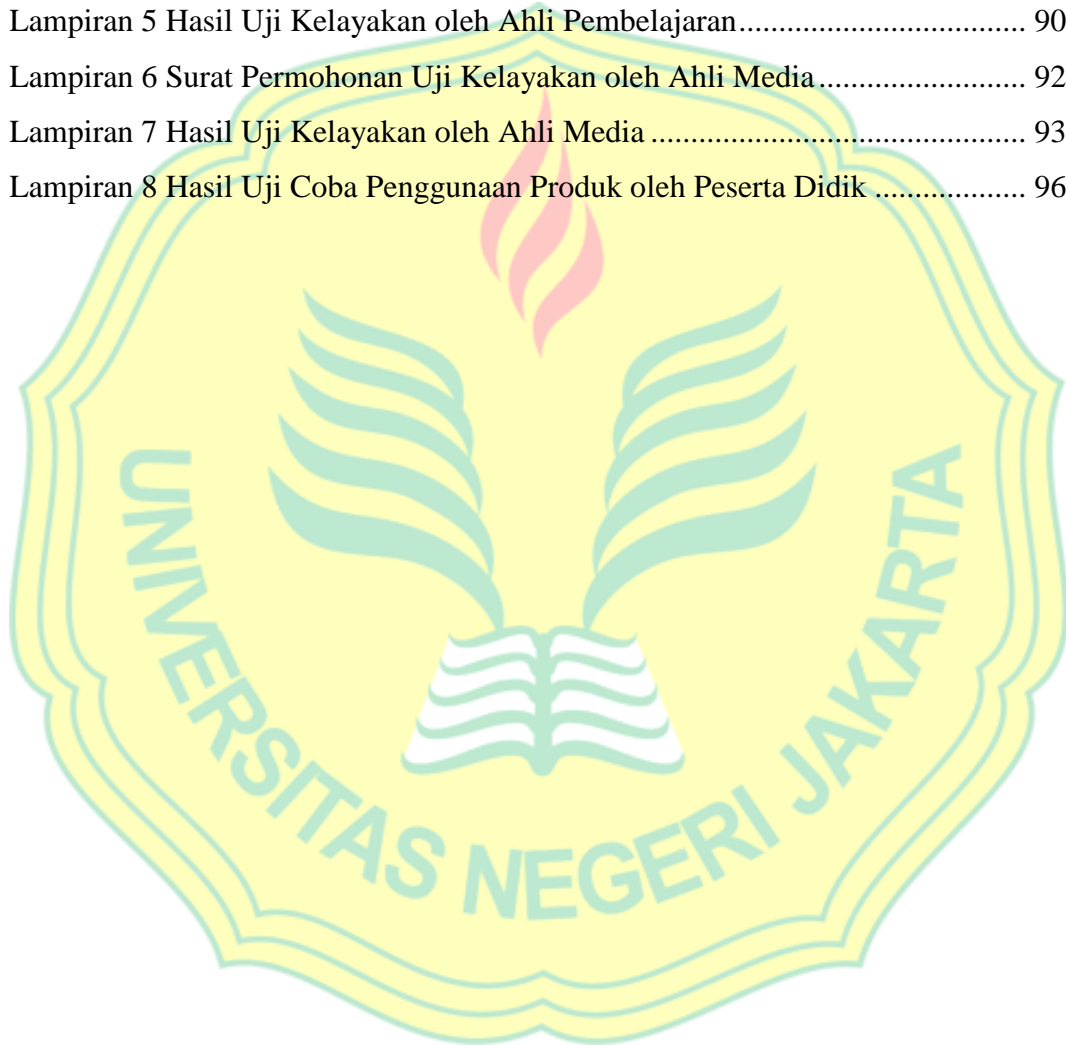 Lampiran 5 Hasil Uji Kelayakan oleh Ahli Pembelajaran................................ 90
Lampiran 6 Surat Permohonan Uji Kelayakan oleh Ahli Media....................... 92
Lampiran 7 Hasil Uji Kelayakan oleh Ahli Media.......................................... 93
Lampiran 8 Hasil Uji Coba Penggunaan Produk oleh Peserta Didik................. 96
UNIVERSITAS NEGERI JAKARTA